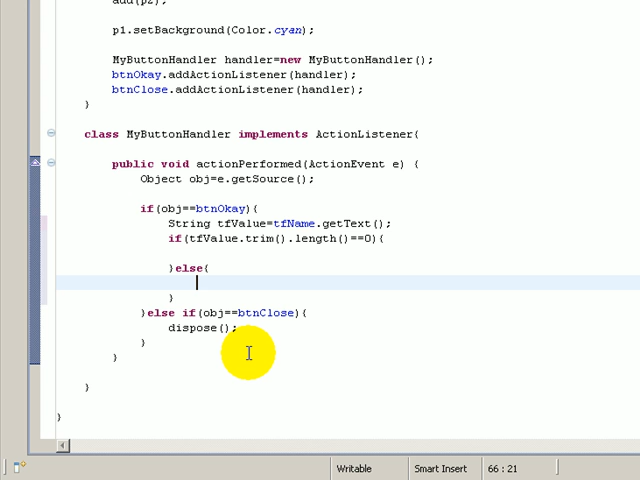 add(p2);
p1.setBackground(Color.cyan);
MyButtonHandler handler=new MyButtonHandler();
btnOkay.addActionListener(handler);
btnClose.addActionListener(handler);
}
class MyButtonHandler implements ActionListener{
public void actionPerformed(ActionEvent e) {
Object obj=e.getSource();
if(obj==btnOkay){
String tfValue=tfName.getText();
if(tfValue.trim().length()==0){
}else{
}
}else if(obj==btnClose){
dispose();
}
}
}
}
Writable
Smart Insert
66 : 21